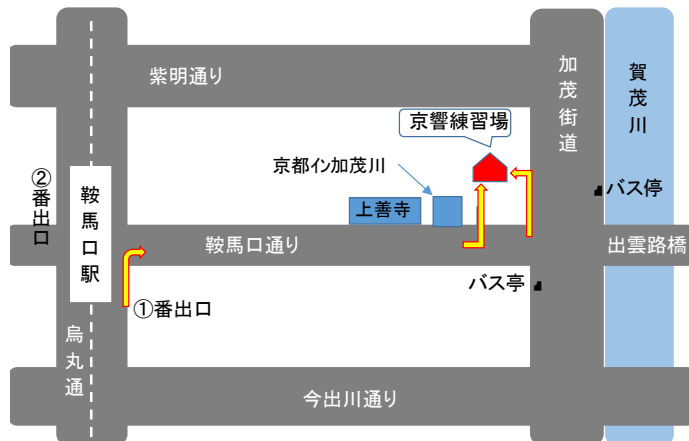 紫明通り
加茂街道
賀茂川
京響練習場
京都イン加茂川
②番出口
鞍馬口駅
バス停
上善寺
鞍馬口通り
出雲路橋
バス亭
①番出口
烏丸通
今出川通り